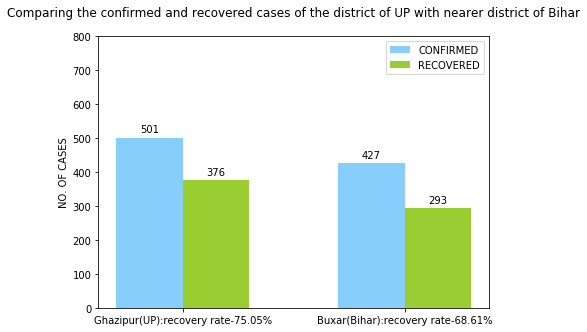 Comparing the confirmed and recovered cases of the district of UP with nearer district of Bihar
CONFIRMED
RECOVERED
NO. OF CASES
800
700
600
500
400
300
200
100
0
501
376
427
293
Ghazipur(UP):recovery rate-75.05%
Buxar(Bihar):recovery rate-68.61%